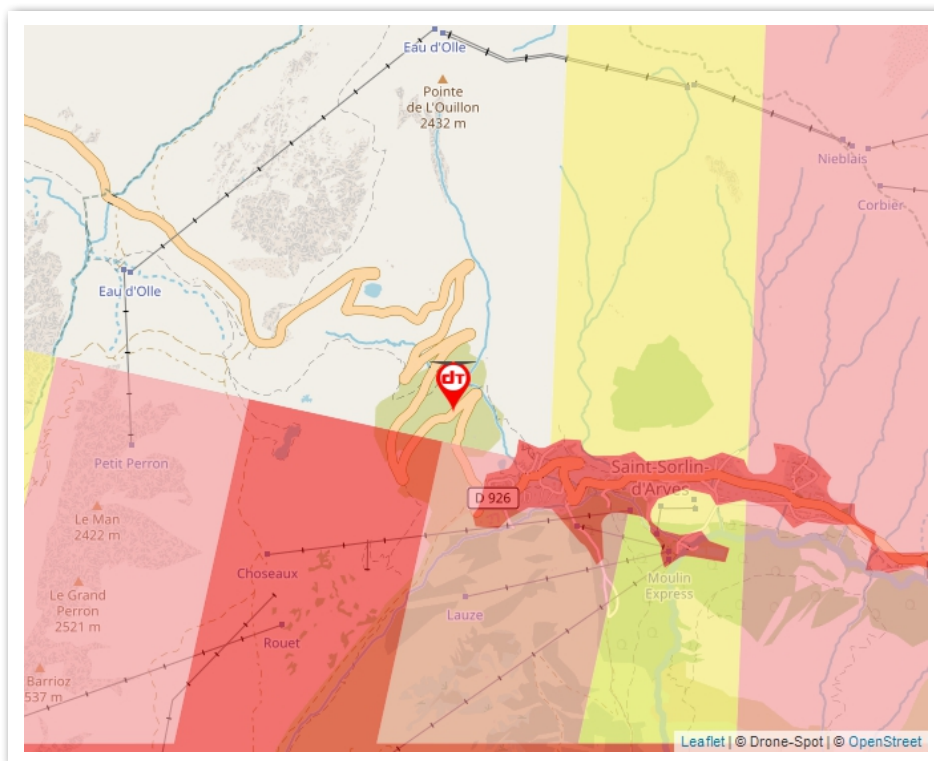 Eau d'Olle
Pointe
de L'Ouillon
2432 m
Nieblais
Corbier
Eau d'Olle
dT
Petit Perron
Saint-Sorlin-
d'Arves
D 926
Le Man
2422 m
Choseaux
Moulin
Express
Le Grand
Perron
2521 m
Lauze
Rouet
Barrioz
537 m
Leaflet | © Drone-Spot | © OpenStreet